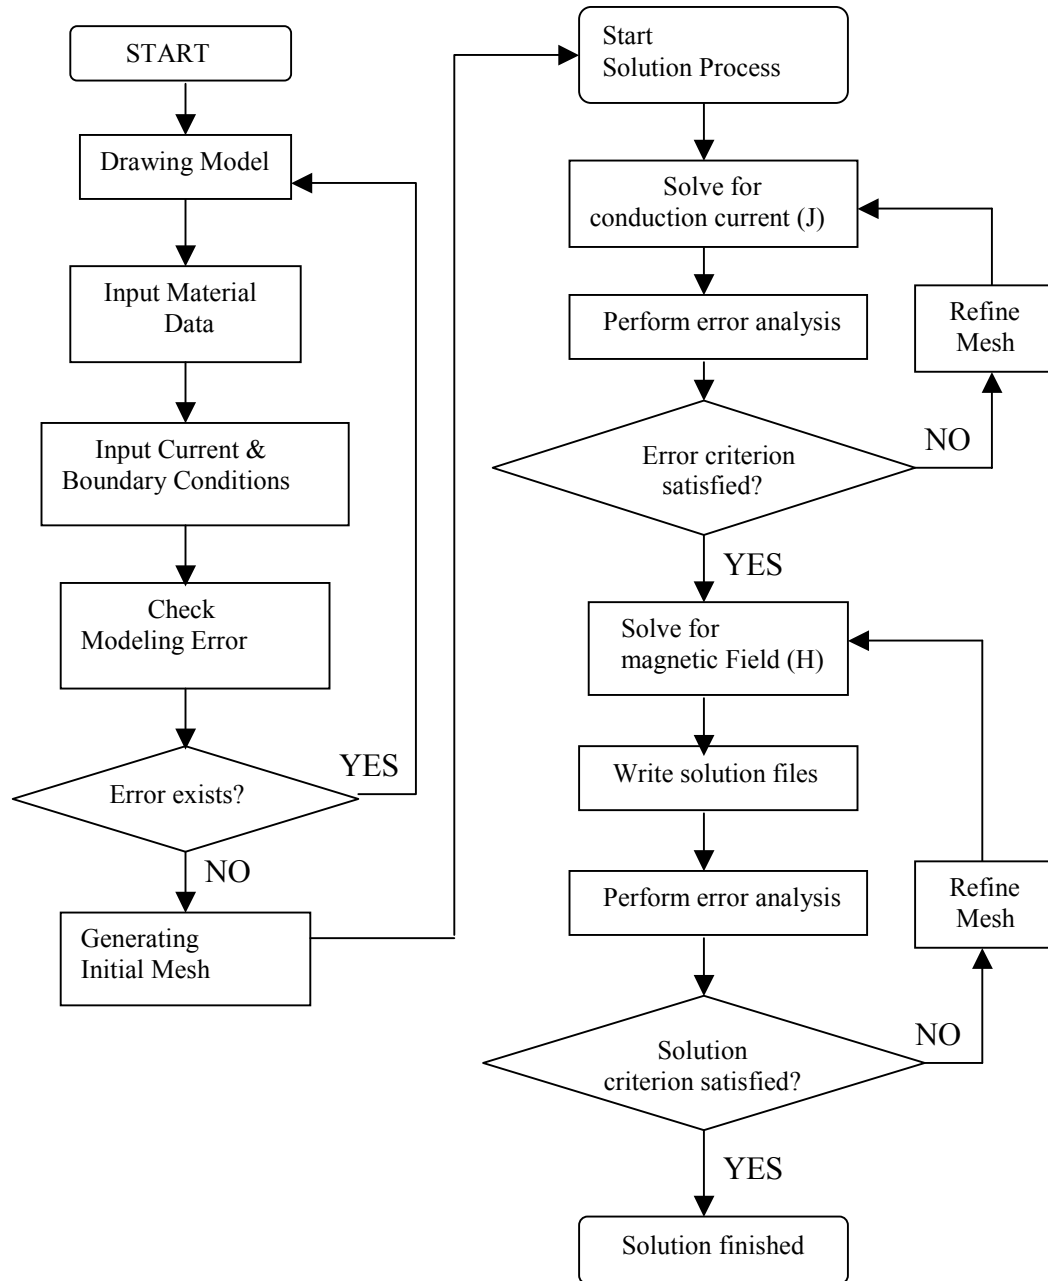 START
Drawing Model
Input Material
Data
Input Current &
Boundary Conditions
Check
Modeling Error
Error exists?
YES
NO
Generating
Initial Mesh
Start
Solution Process
Solve for
conduction current (J)
Perform error analysis
Refine
Mesh
Error criterion
satisfied?
NO
YES
Solve for
magnetic Field (H)
Write solution files
Perform error analysis
Refine
Mesh
Solution
criterion satisfied?
NO
YES
Solution finished